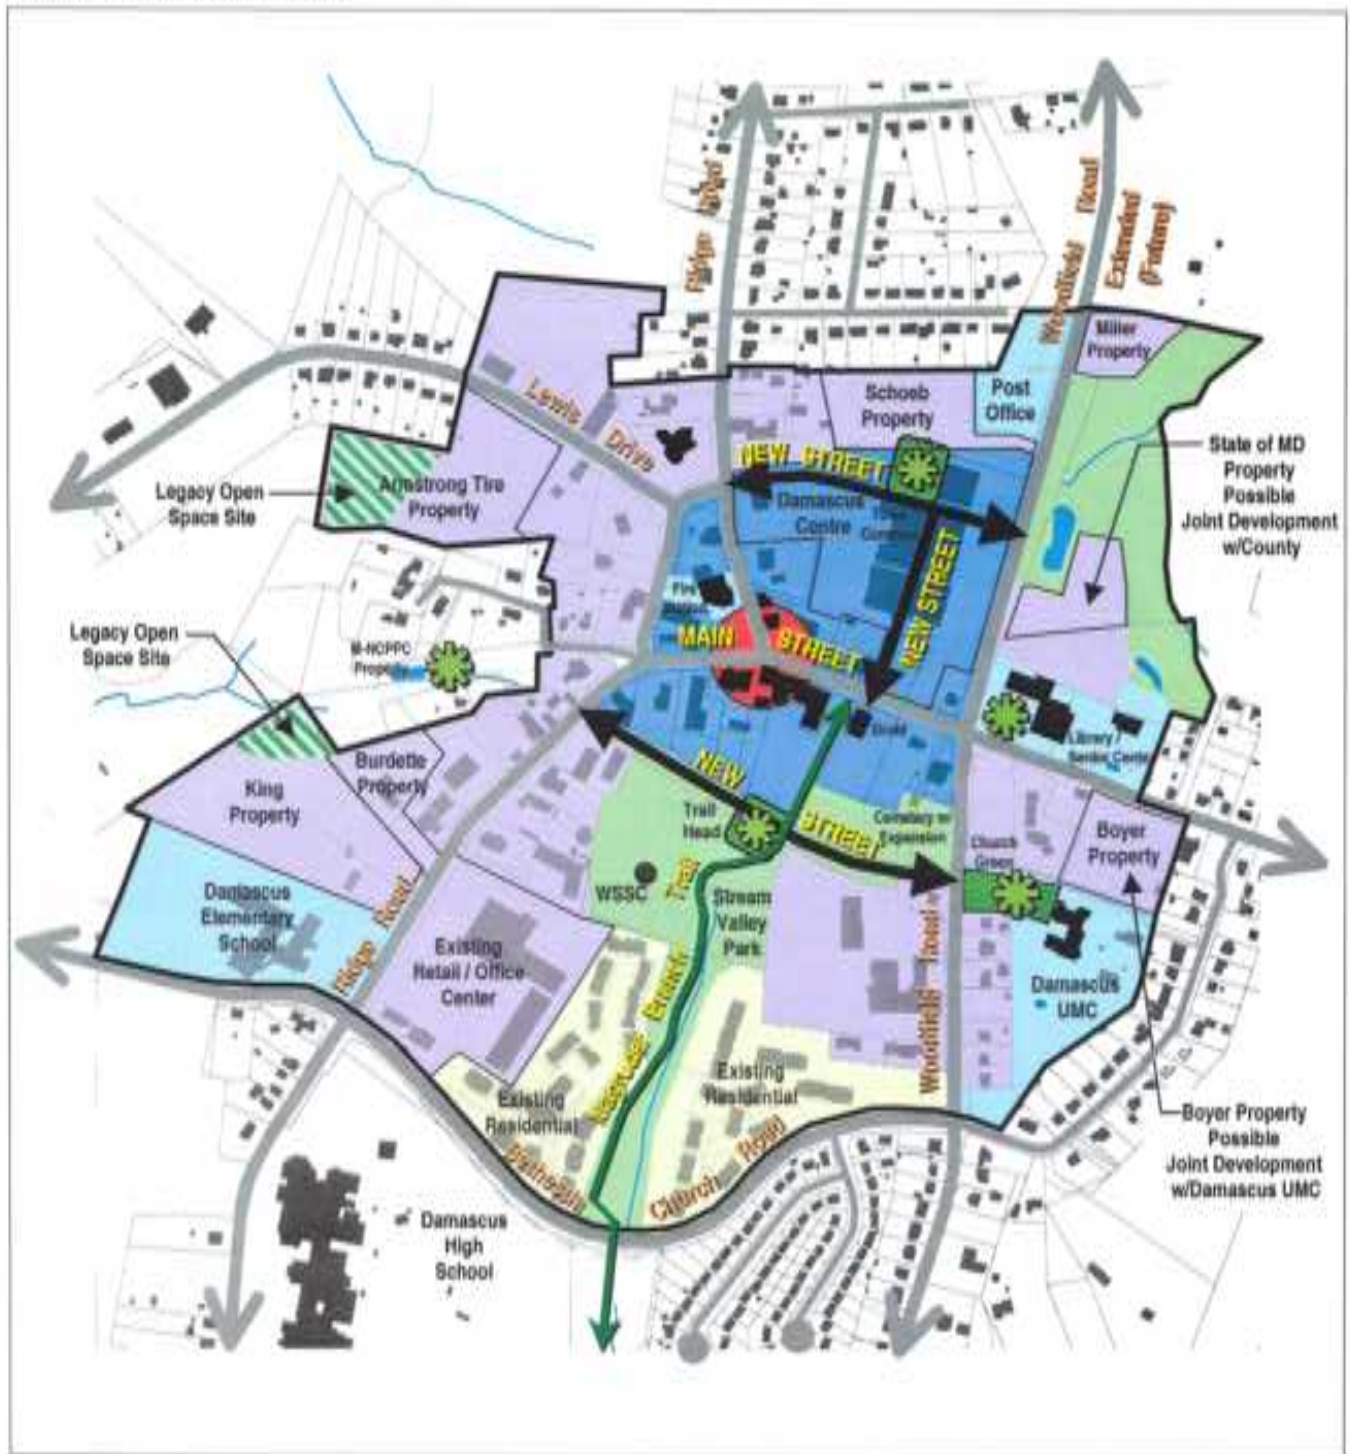 Ridge Road
Woodfield Road
Extended
(Future)
Miller
Property
Post
Office
Schoeb
Property
Lewis
Drive
NEW STREET
State of MD
Property
Possible
Joint Development
w/County
Legacy Open
Space Site
Armstrong Tire
Property
Damascus
Centre
NEW STREET
Fire
MAIN STREET
Legacy Open
Space Site
M-NCPPC
Property
Library /
Senior Center
Burdette
Property
King
Property
NEW STREET
Trail
Head
Cemetery w/
Expansion
Church
Green
Boyer
Property
WSSC
Trail
Stream
Valley
Park
Damascus
Elementary
School
Ridge Road
Existing
Retail / Office
Center
Branch
Woodfield Road
Damascus
UMC
Existing
Residential
Existing
Residential
Church Road
Boyer Property
Possible
Joint Development
w/Damascus UMC
Damascus
High
School